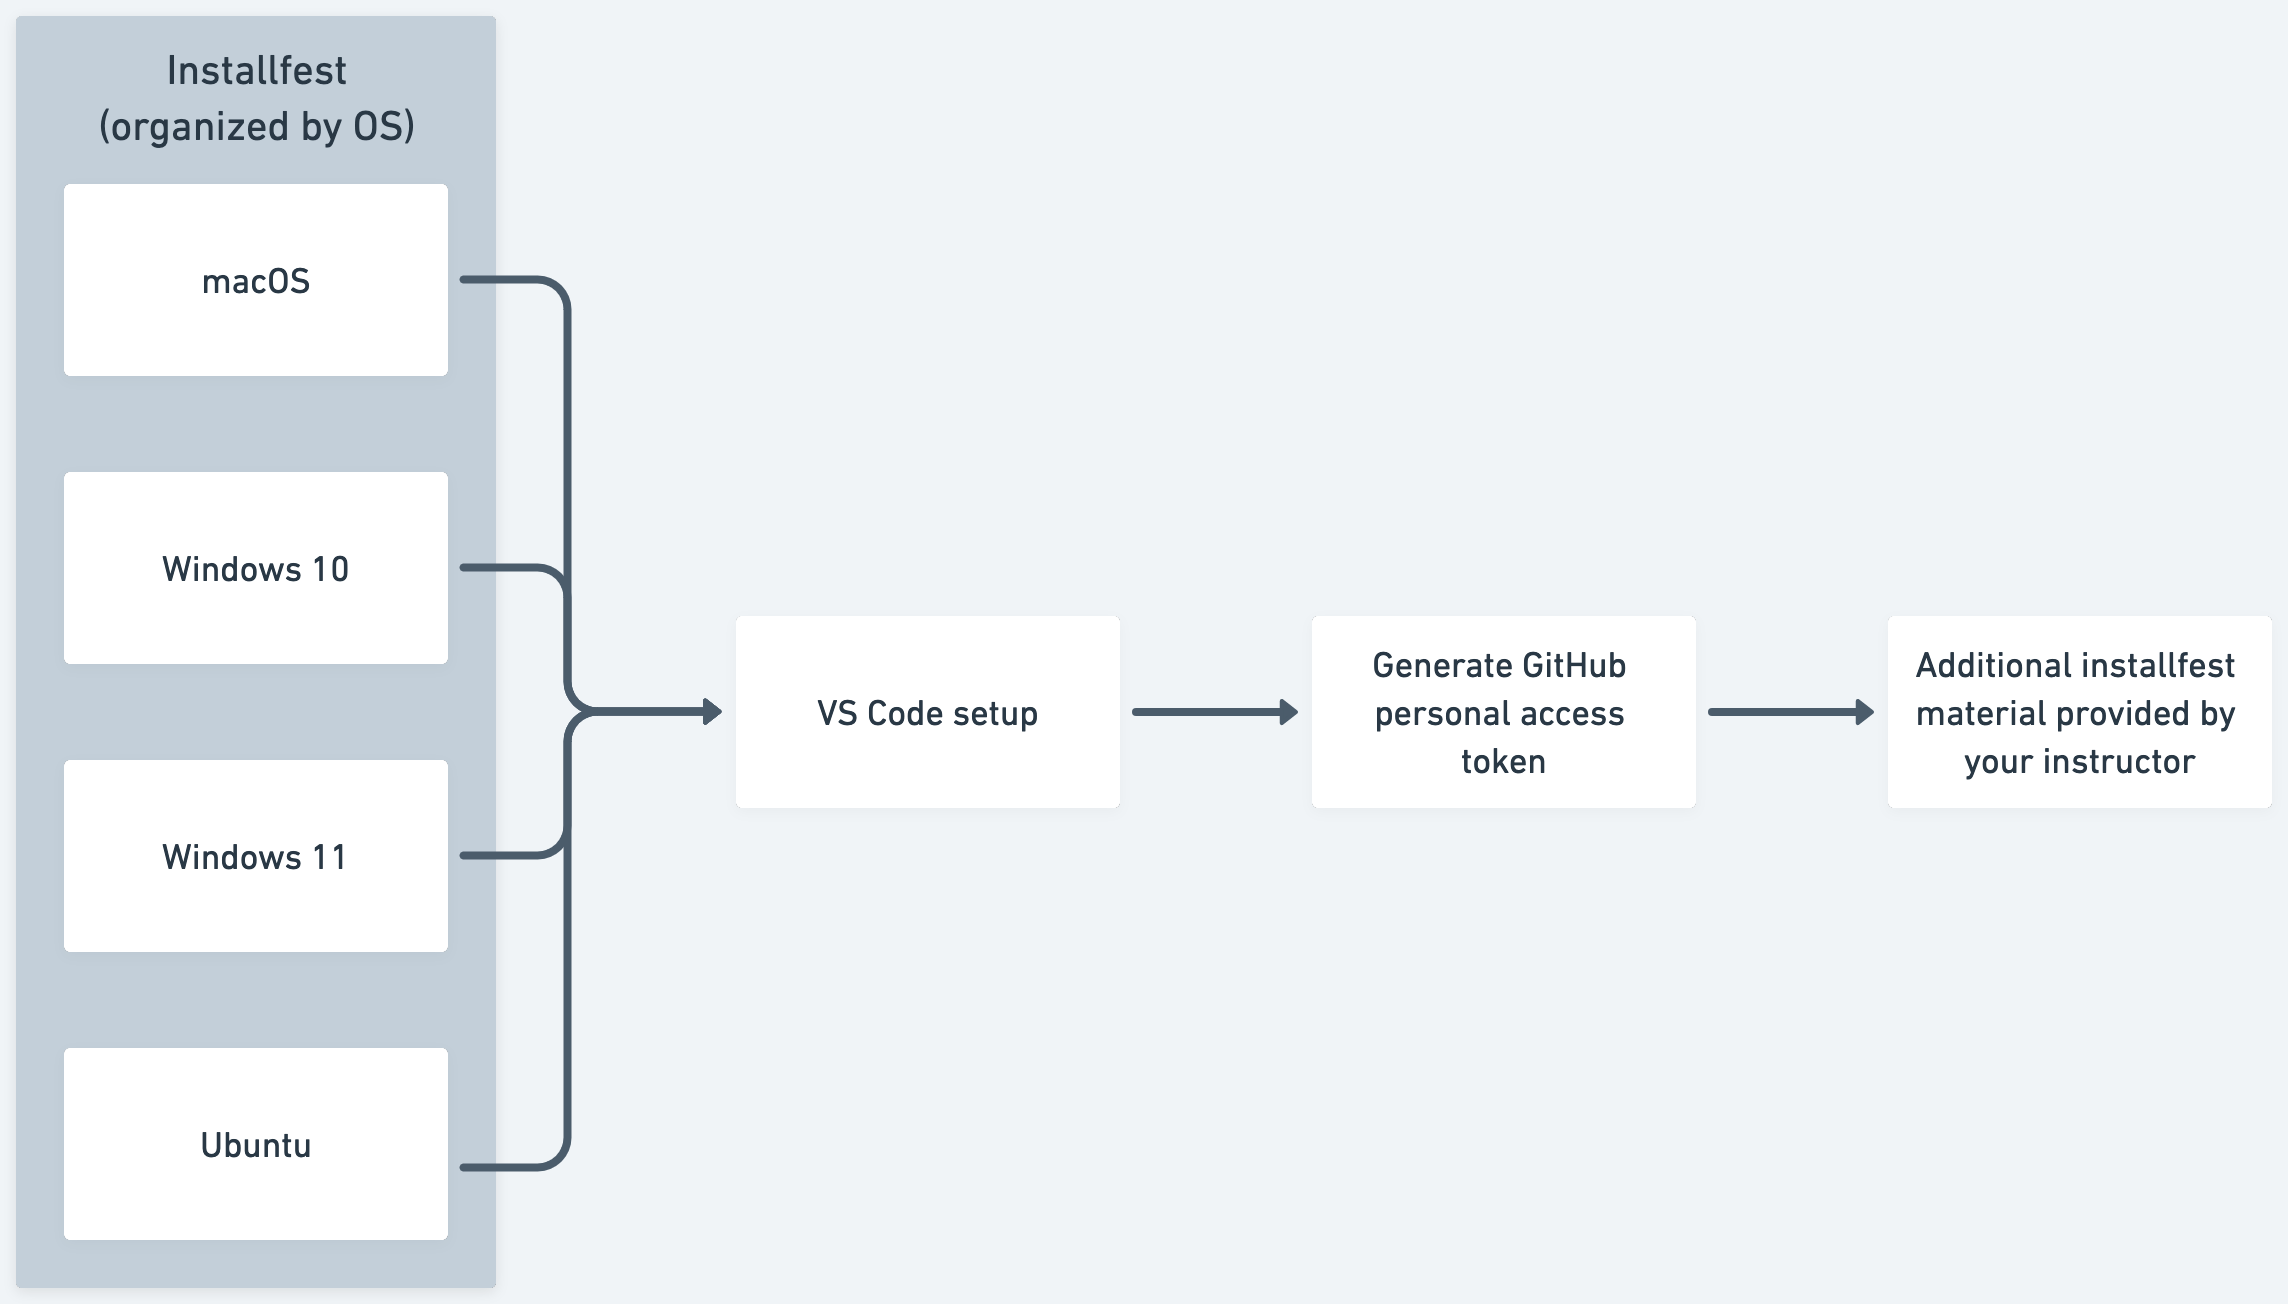 Installfest
(organized by OS)
macOS
Windows 10
Windows 11
Ubuntu
VS Code setup
Generate GitHub
personal access
token
Additional installfest
material provided by
your instructor